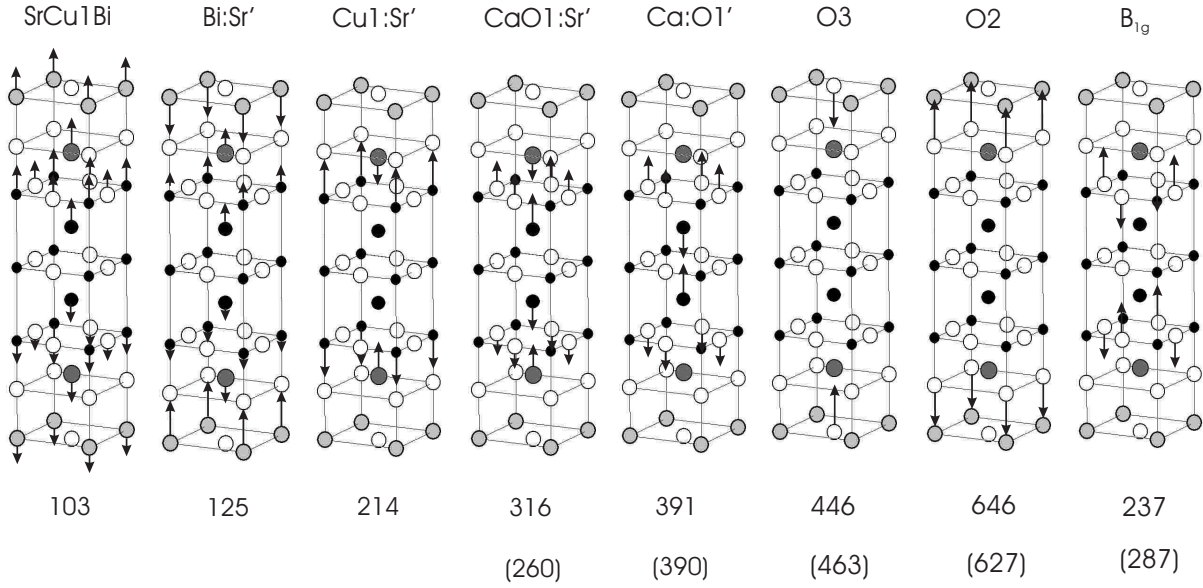 SrCu1Bi Bi:Sr’ Cu1:Sr’ CaO1:Sr’ Ca:O1’ O3 O2 B1g
103 125 214 316 391 446 646 237
(260) (390) (463) (627) (287)